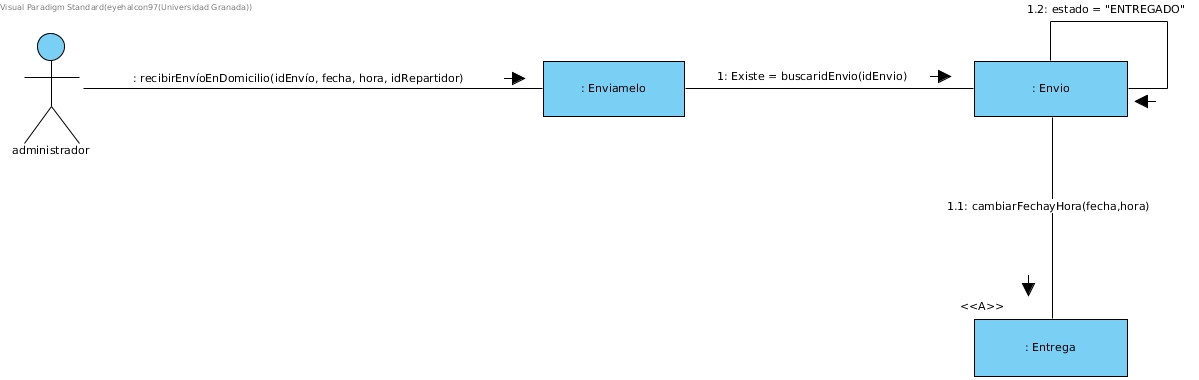 Visual Paradigm Standard(eyehalcon97(Universidad Granada))
1.2: estado = "ENTREGADO"
: recibirEnvíoEnDomicilio(idEnvío, fecha, hora, idRepartidor)
1: Existe = buscaridEnvio(idEnvio)
: Enviamelo
: Envio
administrador
1.1: cambiarFechayHora(fecha,hora)
<<A>>
: Entrega